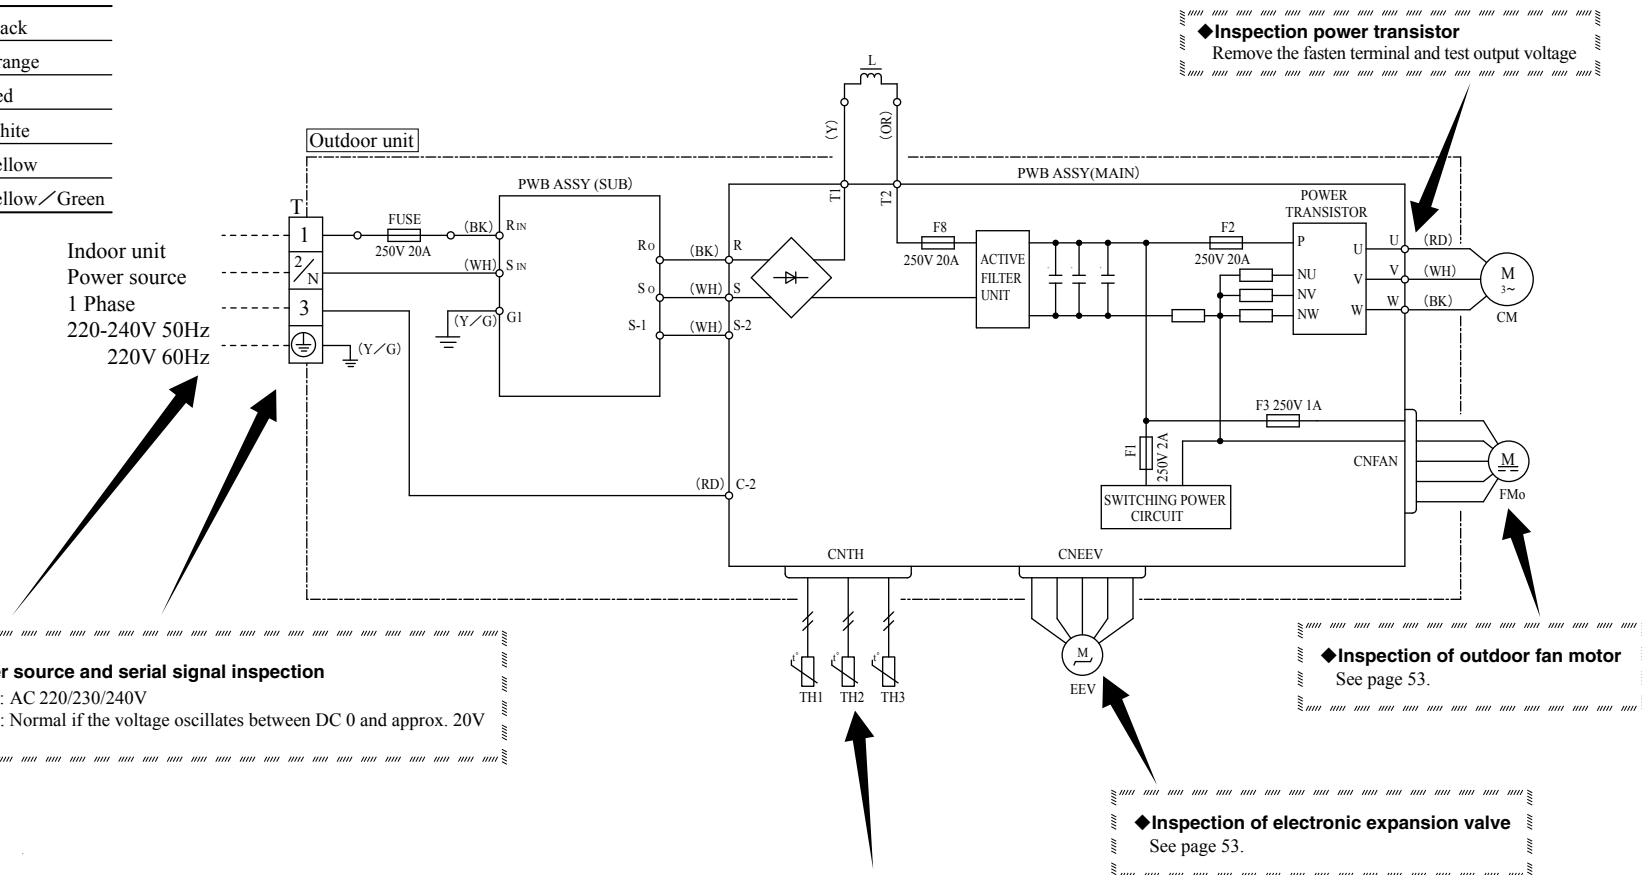 ack
range
ed
hite
ellow
ellow／Green
◆Inspection power transistor
Remove the fasten terminal and test output voltage
Outdoor unit
L
(Y)
(OR)
T1
T2
PWB ASSY (SUB)
PWB ASSY(MAIN)
T
1
2/N
3
FUSE
250V 20A
(BK)
R IN
(WH)
S IN
(Y/G)
G1
RO
SO
S-1
(BK)
R
(WH)
S
(WH)
S-2
(Y／G)
Indoor unit
Power source
1 Phase
220-240V 50Hz
220V 60Hz
F8
250V 20A
ACTIVE
FILTER
UNIT
F2
250V 20A
POWER
TRANSISTOR
P
NU
NV
NW
U
V
W
U
(RD)
V
(WH)
W
(BK)
M
3~
CM
F3 250V 1A
F1
250V 2A
SWITCHING POWER
CIRCUIT
CNFAN
M
FMo
(RD)
C-2
CNTH
CNEEV
t°
t°
t°
TH1
TH2
TH3
M
EEV
r source and serial signal inspection
: AC 220/230/240V
: Normal if the voltage oscillates between DC 0 and approx. 20V
◆Inspection of outdoor fan motor
See page 53.
◆Inspection of electronic expansion valve
See page 53.